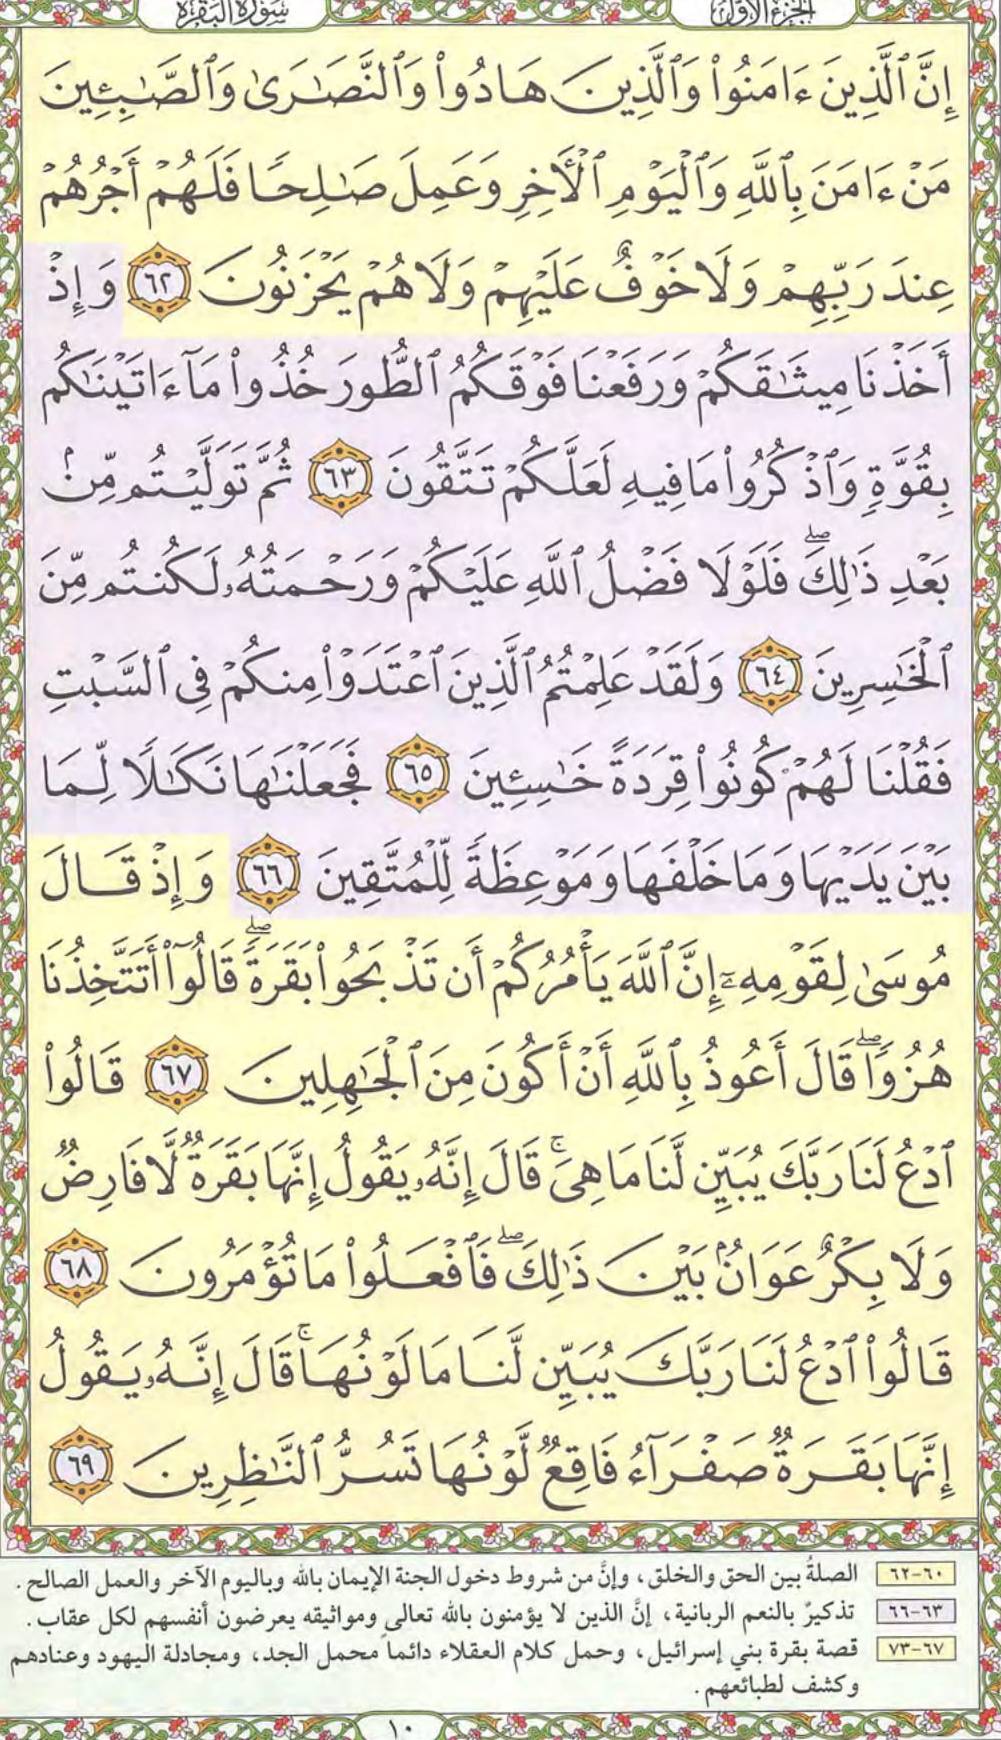 الجزء الأول
سورة البقرة
إِنَّ ٱلَّذِينَ ءَامَنُوا۟ وَٱلَّذِينَ هَادُوا۟ وَٱلنَّصَٰرَىٰ وَٱلصَّٰبِـِٔينَ
مَنْ ءَامَنَ بِٱللَّهِ وَٱلْيَوْمِ ٱلْأَخِرِ وَعَمِلَ صَٰلِحًا فَلَهُمْ أَجْرُهُمْ
عِندَ رَبِّهِمْ وَلَا خَوْفٌ عَلَيْهِمْ وَلَا هُمْ يَحْزَنُونَ ٦٢ وَإِذْ
أَخَذْنَا مِيثَٰقَكُمْ وَرَفَعْنَا فَوْقَكُمُ ٱلطُّورَ خُذُوا۟ مَآ ءَاتَيْنَٰكُم
بِقُوَّةٍ وَٱذْكُرُوا۟ مَا فِيهِ لَعَلَّكُمْ تَتَّقُونَ ٦٣ ثُمَّ تَوَلَّيْتُم مِّنۢ
بَعْدِ ذَٰلِكَ ۖ فَلَوْلَا فَضْلُ ٱللَّهِ عَلَيْكُمْ وَرَحْمَتُهُۥ لَكُنتُم مِّنَ
ٱلْخَٰسِرِينَ ٦٤ وَلَقَدْ عَلِمْتُمُ ٱلَّذِينَ ٱعْتَدَوْا۟ مِنكُمْ فِى ٱلسَّبْتِ
فَقُلْنَا لَهُمْ كُونُوا۟ قِرَدَةً خَٰسِـِٔينَ ٦٥ فَجَعَلْنَٰهَا نَكَٰلًا لِّمَا
بَيْنَ يَدَيْهَا وَمَا خَلْفَهَا وَمَوْعِظَةً لِّلْمُتَّقِينَ ٦٦ وَإِذْ قَالَ
مُوسَىٰ لِقَوْمِهِۦٓ إِنَّ ٱللَّهَ يَأْمُرُكُمْ أَن تَذْبَحُوا۟ بَقَرَةً ۖ قَالُوٓا۟ أَتَتَّخِذُنَا
هُزُوًا ۖ قَالَ أَعُوذُ بِٱللَّهِ أَنْ أَكُونَ مِنَ ٱلْجَٰهِلِينَ ٦٧ قَالُوا۟
ٱدْعُ لَنَا رَبَّكَ يُبَيِّن لَّنَا مَا هِىَ ۚ قَالَ إِنَّهُۥ يَقُولُ إِنَّهَا بَقَرَةٌ لَّا فَارِضٌ
وَلَا بِكْرٌ عَوَانٌۢ بَيْنَ ذَٰلِكَ ۖ فَٱفْعَلُوا۟ مَا تُؤْمَرُونَ ٦٨
قَالُوا۟ ٱدْعُ لَنَا رَبَّكَ يُبَيِّن لَّنَا مَا لَوْنُهَا ۚ قَالَ إِنَّهُۥ يَقُولُ
إِنَّهَا بَقَرَةٌ صَفْرَآءُ فَاقِعٌ لَّوْنُهَا تَسُرُّ ٱلنَّٰظِرِينَ ٦٩
٦٠-٦٢ الصلةُ بين الحق والخلق، وإنَّ من شروط دخول الجنة الإيمان بالله وباليوم الآخر والعمل الصالح.
٦٣-٦٦ تذكيرٌ بالنعم الربانية، إنَّ الذين لا يؤمنون بالله تعالى ومواثيقه يعرضون أنفسهم لكل عقاب.
٦٧-٧٣ قصة بقرة بني إسرائيل، وحمل كلام العقلاء دائماً محمل الجد، ومجادلة اليهود وعنادهم
وكشف لطبائعهم.
١٠